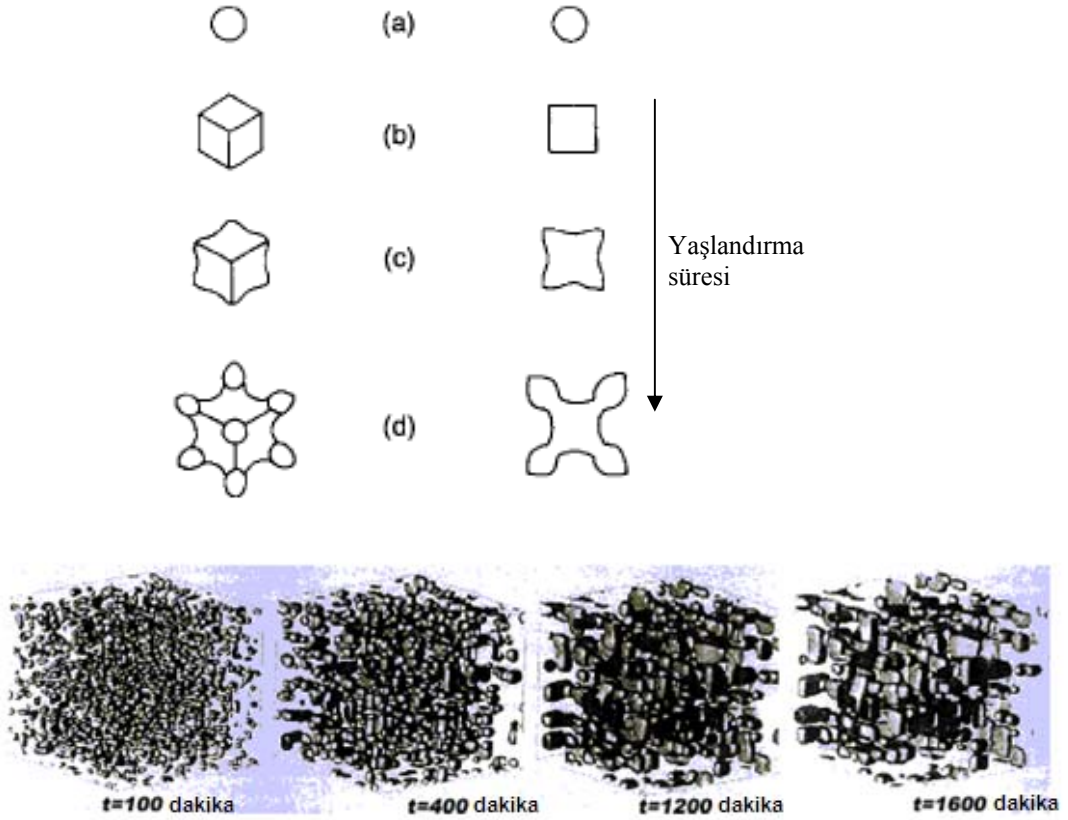 (a)
(b)
(c)
Yaşlandırma
süresi
(d)
t=100 dakika
t=400 dakika
t=1200 dakika
t=1600 dakika